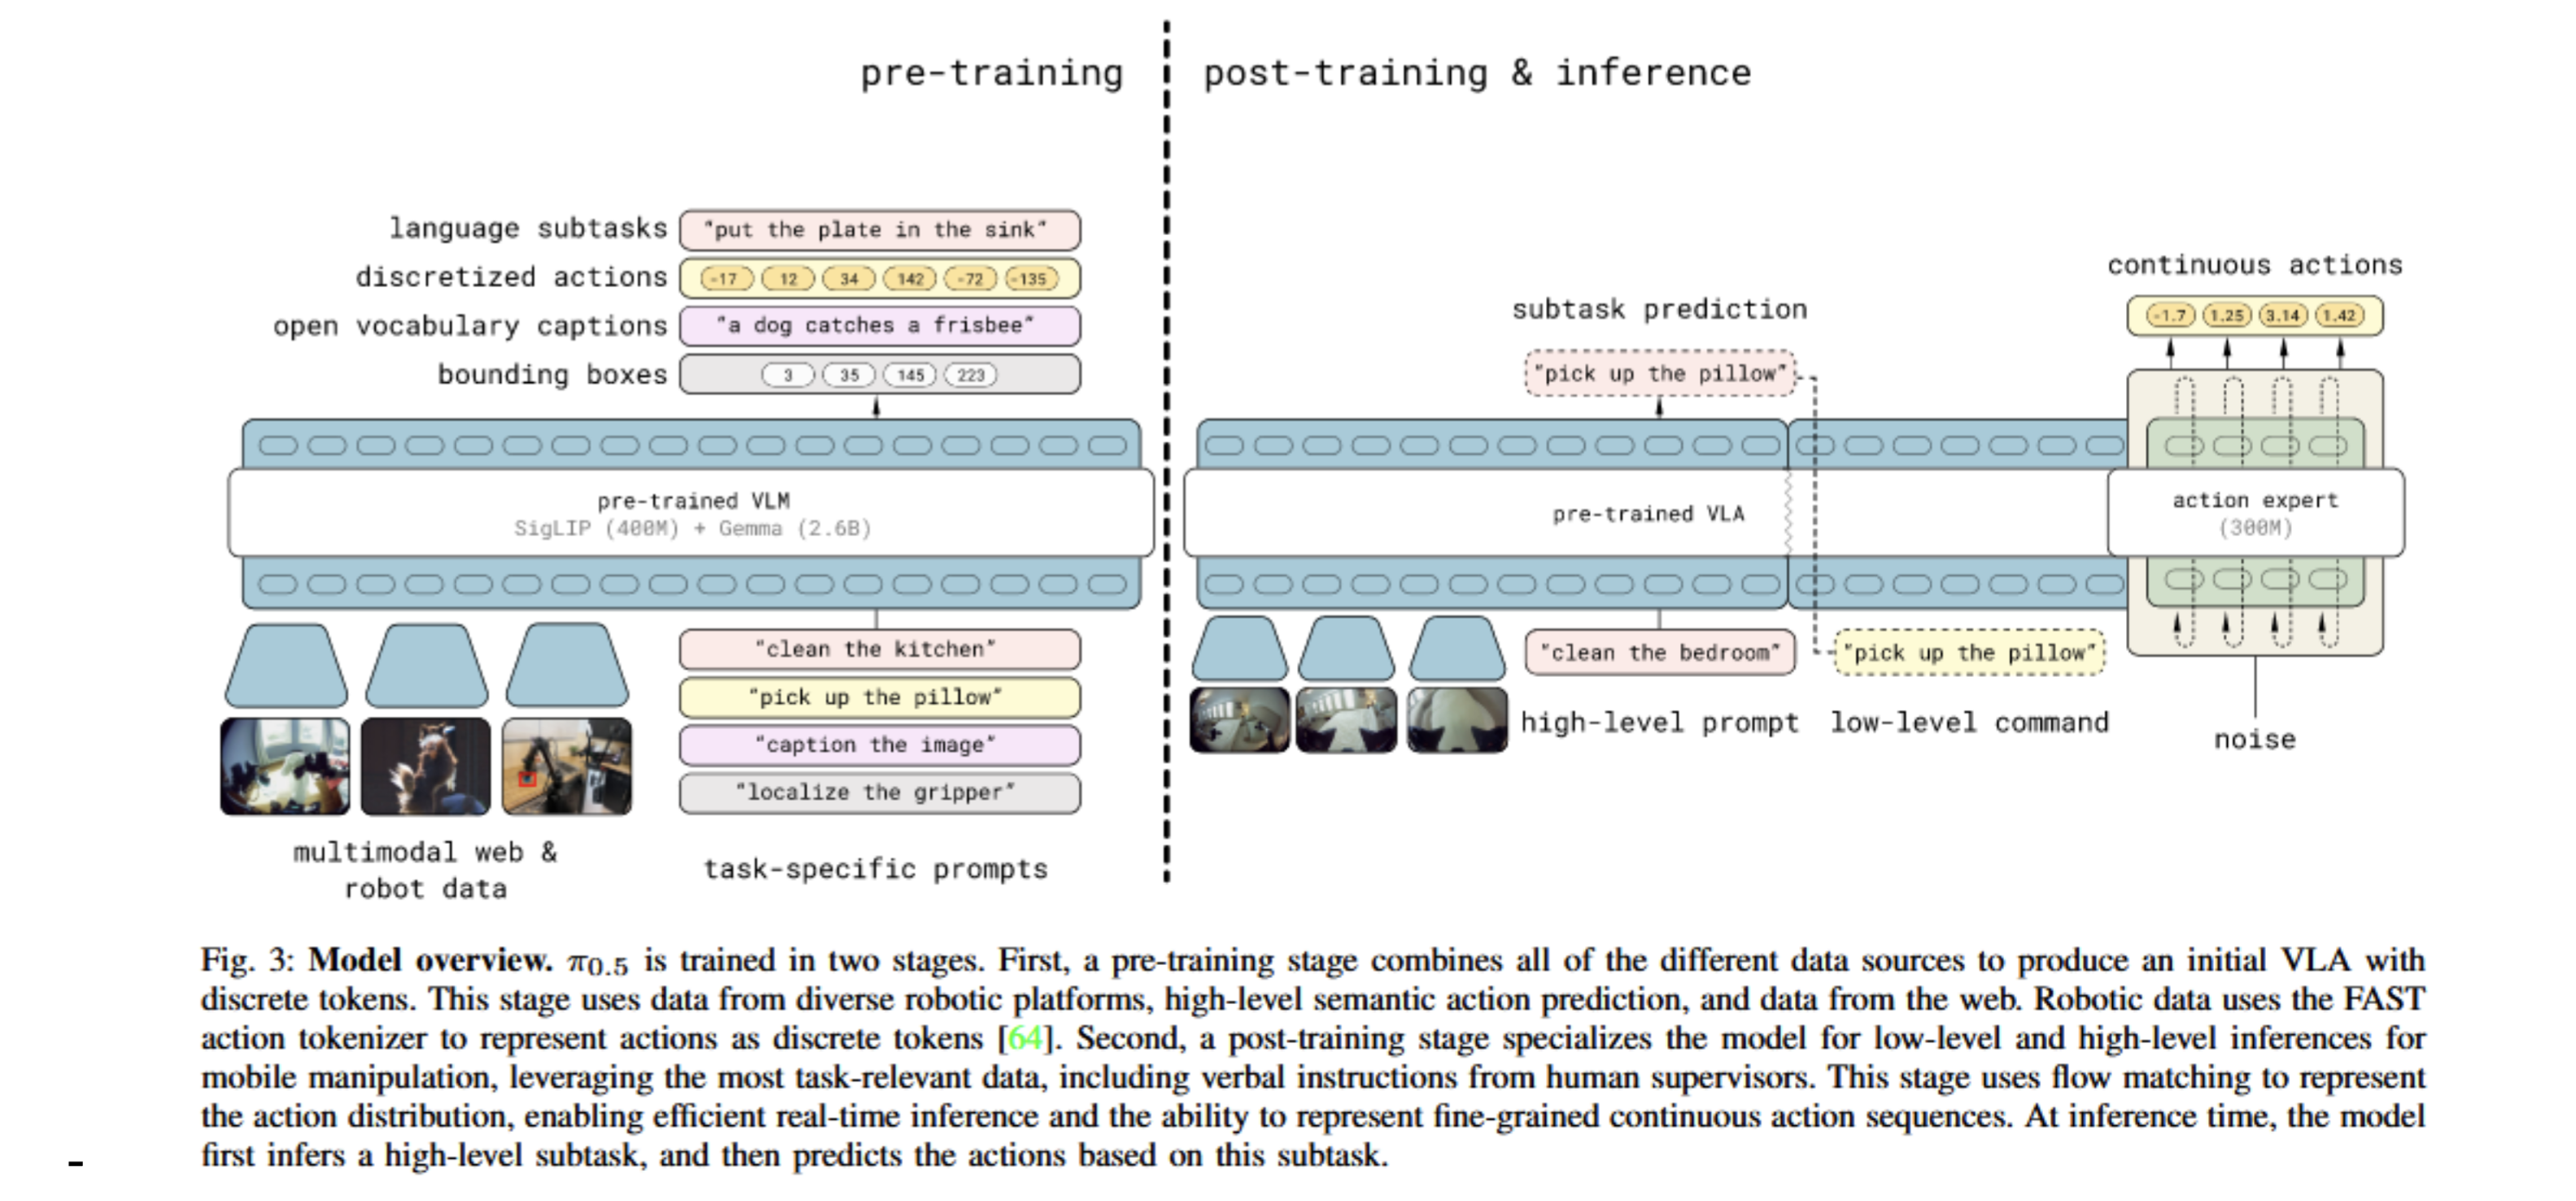 pre-training
post-training & inference
language subtasks
"put the plate in the sink"
discretized actions
-17 12 34 142 -72 -135
open vocabulary captions
"a dog catches a frisbee"
bounding boxes
3 35 145 223
pre-trained VLM
SigLIP (400M) + Gemma (2.6B)
"clean the kitchen"
"pick up the pillow"
"caption the image"
"localize the gripper"
multimodal web &
robot data
task-specific prompts
subtask prediction
"pick up the pillow"
continuous actions
-1.7 1.25 3.14 1.42
pre-trained VLA
action expert
(300M)
"clean the bedroom"
"pick up the pillow"
high-level prompt
low-level command
noise
Fig. 3: Model overview. π0.5 is trained in two stages. First, a pre-training stage combines all of the different data sources to produce an initial VLA with
discrete tokens. This stage uses data from diverse robotic platforms, high-level semantic action prediction, and data from the web. Robotic data uses the FAST
action tokenizer to represent actions as discrete tokens [64]. Second, a post-training stage specializes the model for low-level and high-level inferences for
mobile manipulation, leveraging the most task-relevant data, including verbal instructions from human supervisors. This stage uses flow matching to represent
the action distribution, enabling efficient real-time inference and the ability to represent fine-grained continuous action sequences. At inference time, the model
first infers a high-level subtask, and then predicts the actions based on this subtask.